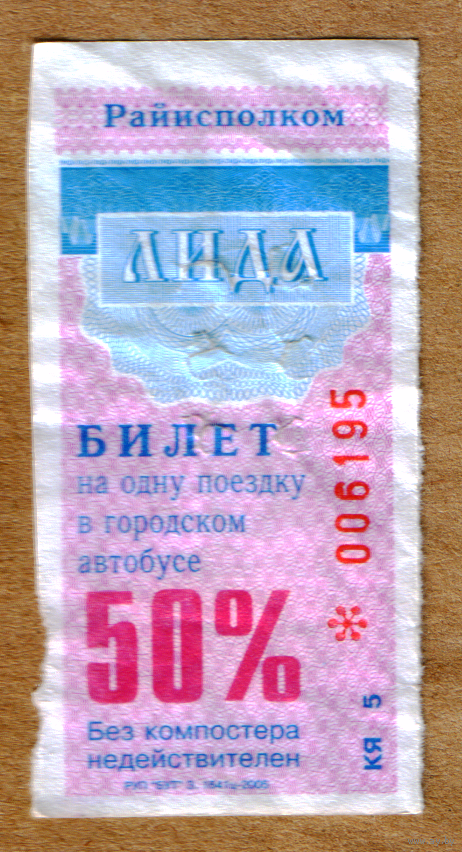 Райисполком
ЛИДА
БИЛЕТ
на одну поездку
в городском
автобусе
50%
Без компостера
недействителен
006195
КЯ 5